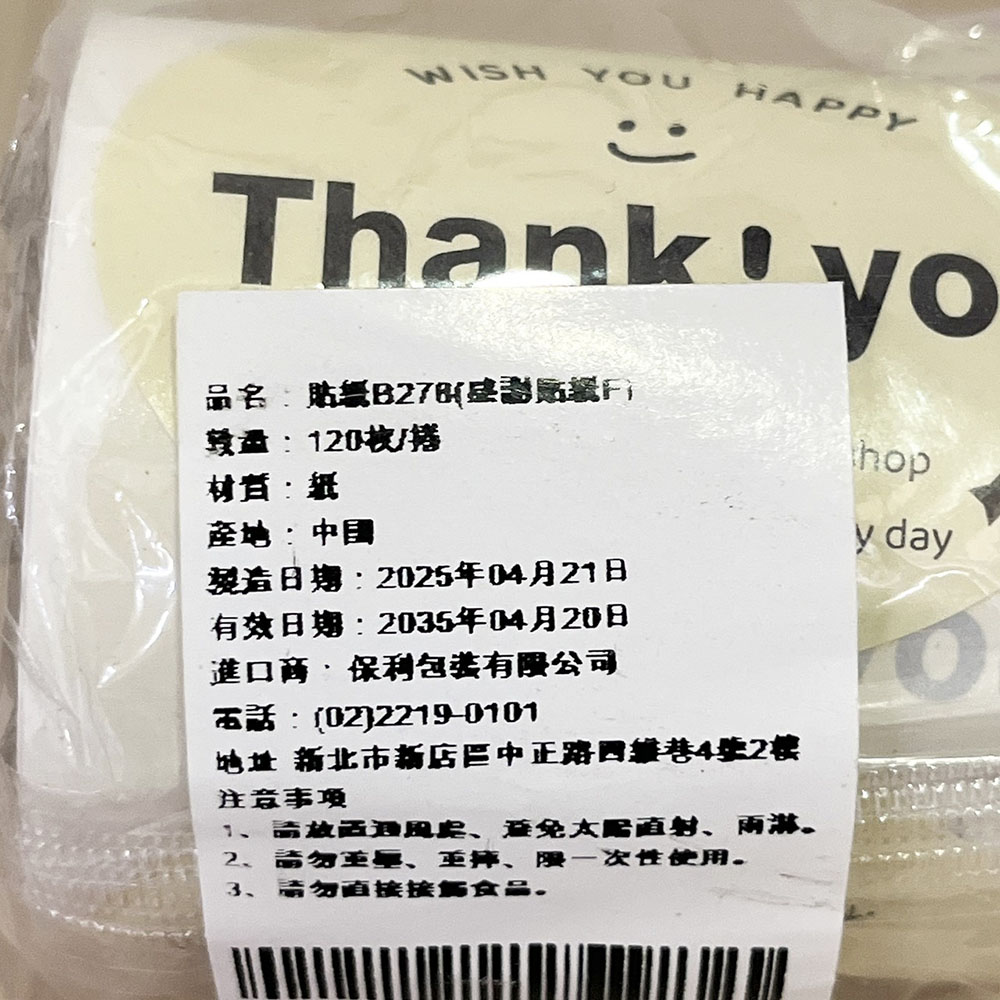 WISH YOU HAPPY
Thank! yo
hop
y day
yo
品名：貼紙B278(感謝貼紙F)
數量：120枚/捲
材質：紙
產地：中國
製造日期：2025年04月21日
有效日期：2035年04月20日
進口商：保利包裝有限公司
電話：(02)2219-0101
地址 新北市新店區中正路四維巷4號2樓
注意事項
1、請放置通風處、避免太陽直射、雨淋。
2、請勿重壓、重摔、限一次性使用。
3、請勿直接接觸食品。